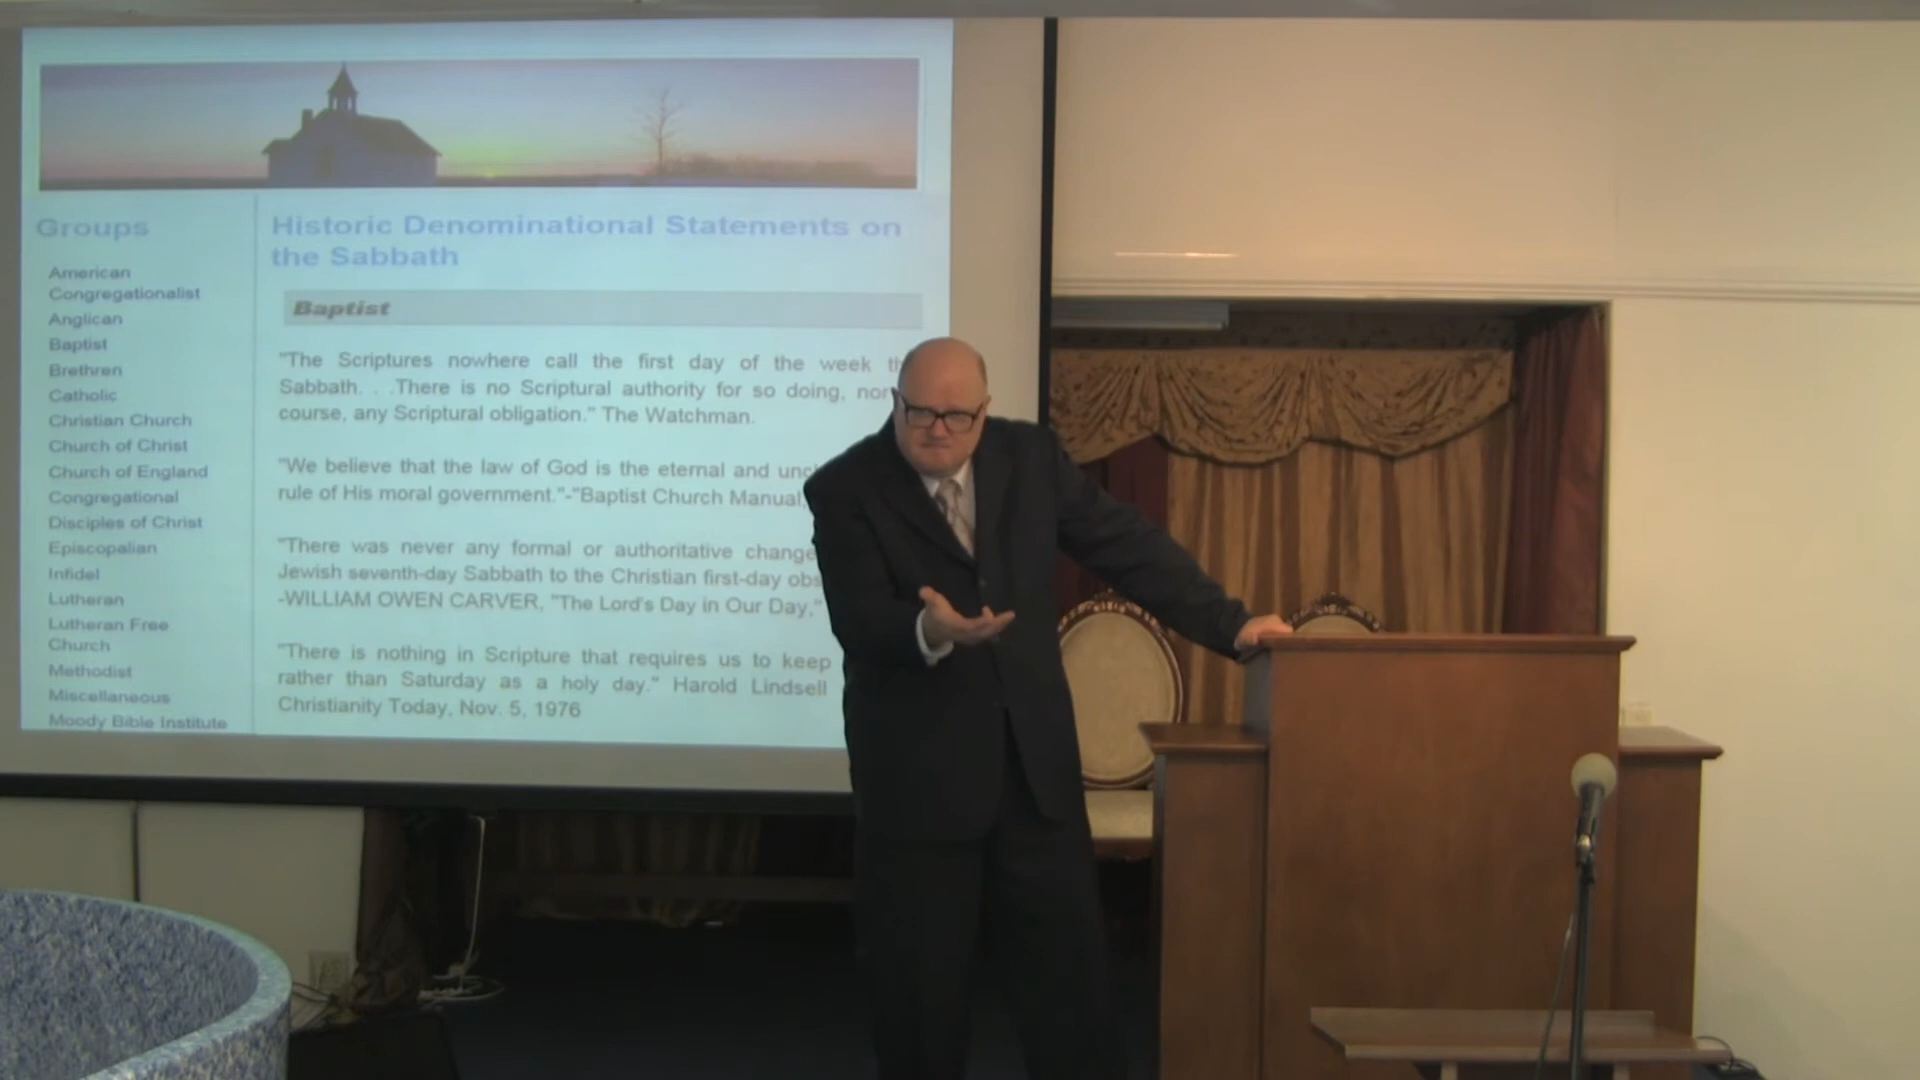 Groups
American
Congregationalist
Anglican
Baptist
Brethren
Catholic
Christian Church
Church of Christ
Church of England
Congregational
Disciples of Christ
Episcopalian
Infidel
Lutheran
Lutheran Free
Church
Methodist
Miscellaneous
Moody Bible Institute
Historic Denominational Statements on
the Sabbath
Baptist
"The Scriptures nowhere call the first day of the week
Sabbath. . .There is no Scriptural authority for so doing, nor
course, any Scriptural obligation." The Watchman.
"We believe that the law of God is the eternal and
rule of His moral government."-"Baptist Church Manual,
"There was never any formal or authoritative change
Jewish seventh-day Sabbath to the Christian first-day
-WILLIAM OWEN CARVER, "The Lord's Day in Our Day,"
"There is nothing in Scripture that requires us to keep
rather than Saturday as a holy day." Harold Lindsell
Christianity Today, Nov. 5, 1976